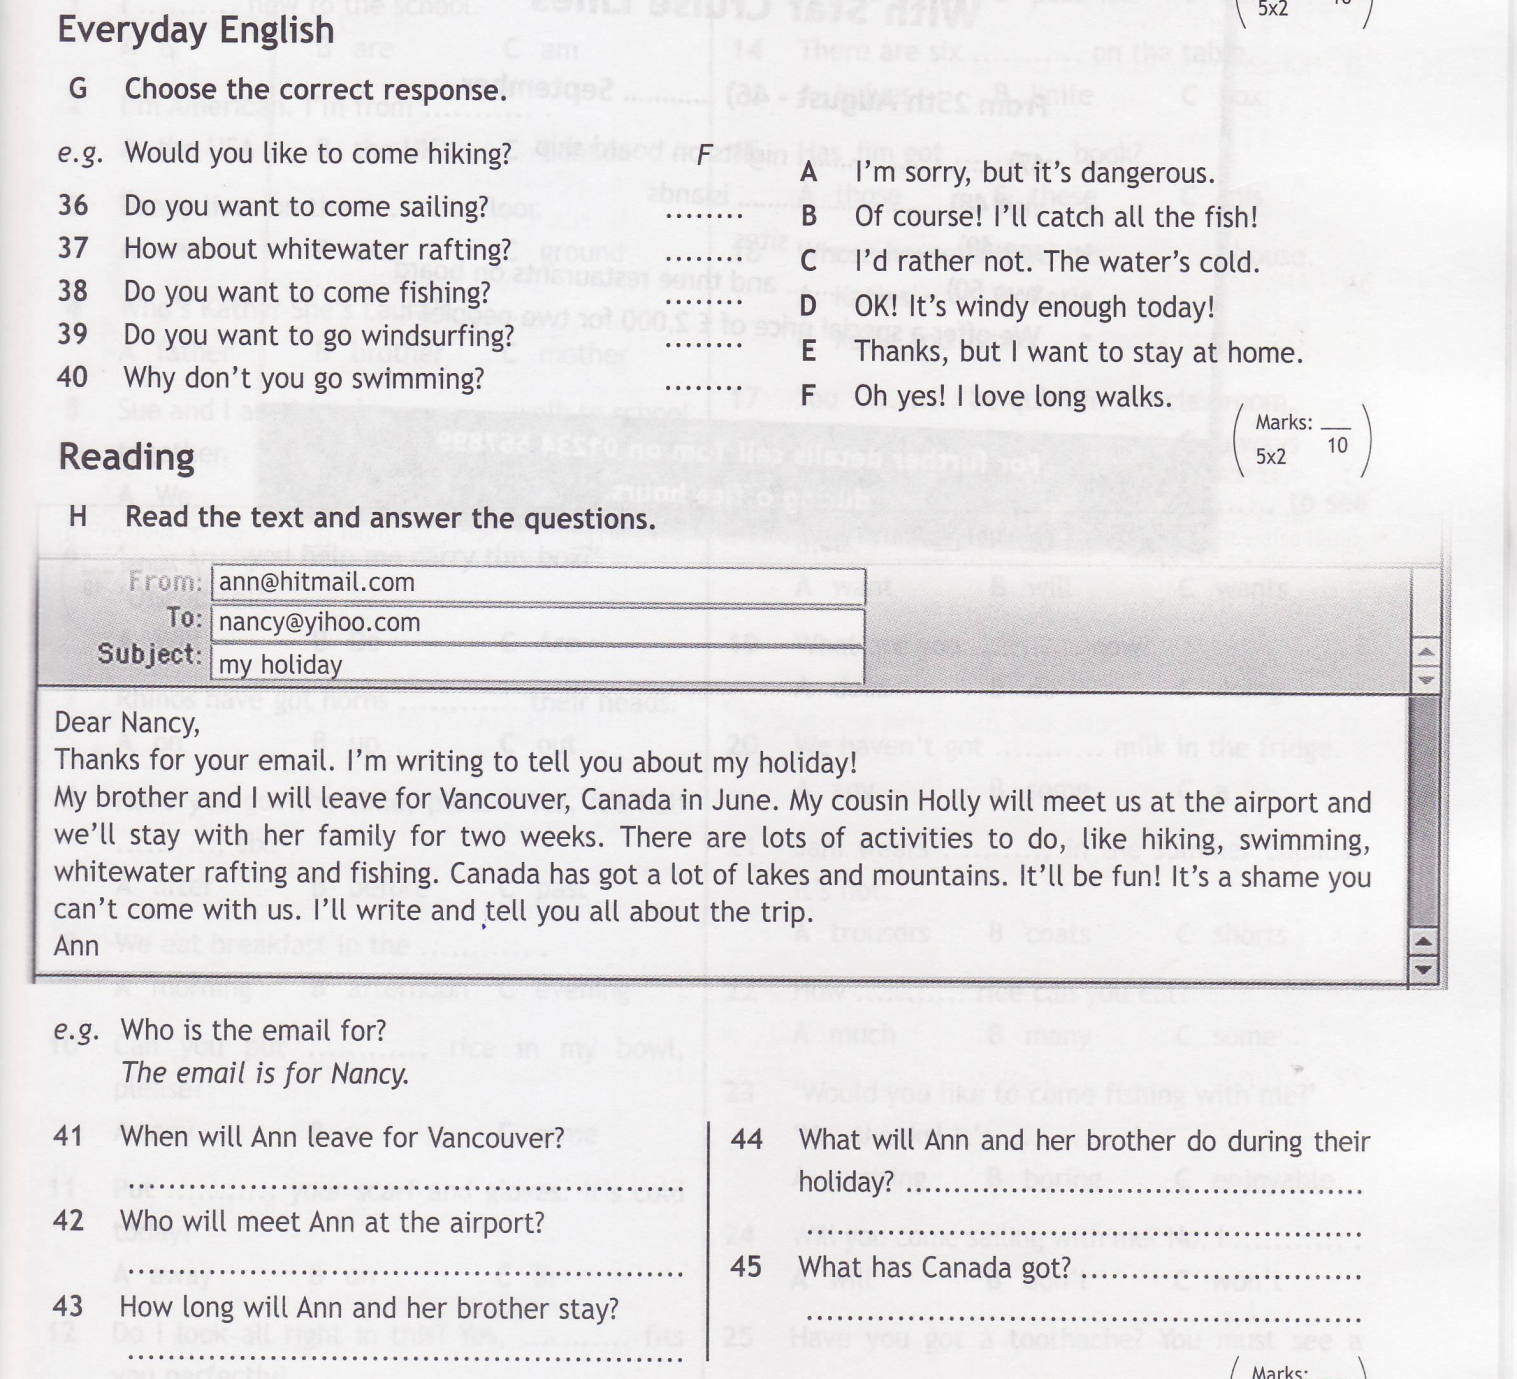 5x2 10
Everyday English
G Choose the correct response.
e.g. Would you like to come hiking? F
36 Do you want to come sailing? ........
37 How about whitewater rafting? ........
38 Do you want to come fishing? ........
39 Do you want to go windsurfing? ........
40 Why don't you go swimming? ........
A I'm sorry, but it's dangerous.
B Of course! I'll catch all the fish!
C I'd rather not. The water's cold.
D OK! It's windy enough today!
E Thanks, but I want to stay at home.
F Oh yes! I love long walks.
Marks: __
5x2 10
Reading
H Read the text and answer the questions.
From: ann@hitmail.com
To: nancy@yihoo.com
Subject: my holiday
Dear Nancy,
Thanks for your email. I'm writing to tell you about my holiday!
My brother and I will leave for Vancouver, Canada in June. My cousin Holly will meet us at the airport and
we'll stay with her family for two weeks. There are lots of activities to do, like hiking, swimming,
whitewater rafting and fishing. Canada has got a lot of lakes and mountains. It'll be fun! It's a shame you
can't come with us. I'll write and tell you all about the trip.
Ann
e.g. Who is the email for?
The email is for Nancy.
41 When will Ann leave for Vancouver?
........................................................
42 Who will meet Ann at the airport?
........................................................
43 How long will Ann and her brother stay?
........................................................
44 What will Ann and her brother do during their
holiday? ..............................................
........................................................
45 What has Canada got? ............................
........................................................
Marks: